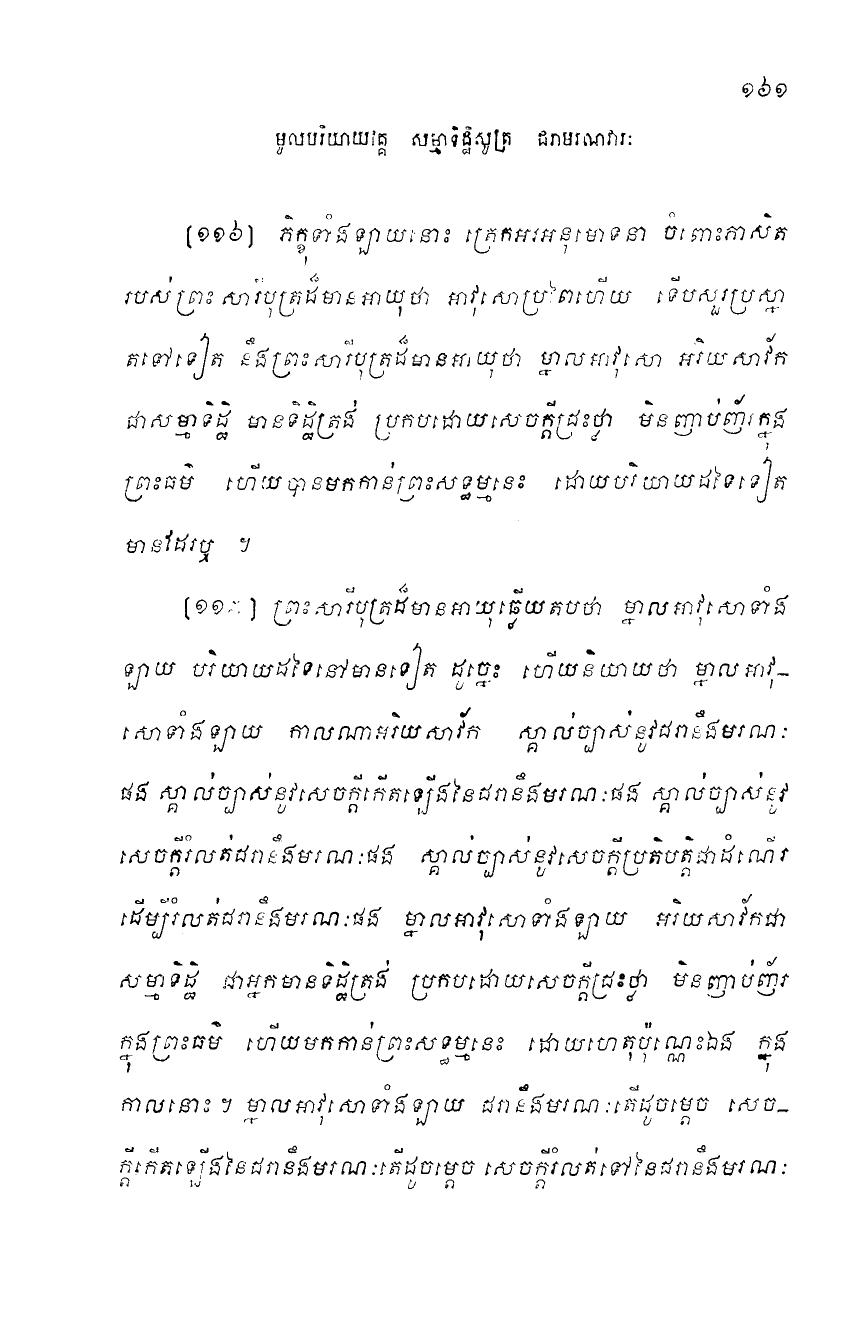 ១៦១
មូលបរិយាយវគ្គ សម្មាទិដ្ឋិសូត្រ ជរាមរណវារៈ
[១១៦] ភិក្ខុទាំងឡាយនោះ ត្រេកអរអនុមោទនា ចំពោះភាសិត
របស់ព្រះសារីបុត្រដ៏មានអាយុថា អាវុសោប្រពៃហើយ ទើបសួរប្រស្នា
តទៅទៀត នឹងព្រះសារីបុត្រដ៏មានអាយុថា ម្នាលអាវុសោ អរិយសាវ័ក
ជាសម្មាទិដ្ឋិ មានទិដ្ឋិត្រង់ ប្រកបដោយសេចក្តីជ្រះថ្លា មិនញាប់ញ័រក្នុង
ព្រះធម៌ ហើយបានមកកាន់ព្រះសទ្ធម្មនេះ ដោយបរិយាយដទៃទៀត
មានដែរឬ ។
[១១ ] ព្រះសារីបុត្រដ៏មានអាយុឆ្លើយតបថា ម្នាលអាវុសោទាំង
ឡាយ បរិយាយដទៃនៅមានទៀត ដូច្នេះ ហើយនិយាយថា ម្នាលអាវុ-
សោទាំងឡាយ កាលណាអរិយសាវ័ក ស្គាល់ច្បាស់នូវជរានឹងមរណៈ
ផង ស្គាល់ច្បាស់នូវសេចក្តីកើតឡើងនៃជរានឹងមរណៈផង ស្គាល់ច្បាស់នូវ
សេចក្តីរំលត់ជរានឹងមរណៈផង ស្គាល់ច្បាស់នូវសេចក្តីប្រតិបត្តិជាដំណើរ
ដើម្បីរំលត់ជរានឹងមរណៈផង ម្នាលអាវុសោទាំងឡាយ អរិយសាវ័កជា
សម្មាទិដ្ឋិ ជាអ្នកមានទិដ្ឋិត្រង់ ប្រកបដោយសេចក្តីជ្រះថ្លា មិនញាប់ញ័រ
ក្នុងព្រះធម៌ ហើយមកកាន់ព្រះសទ្ធម្មនេះ ដោយហេតុប៉ុណ្ណេះឯង ក្នុង
កាលនោះ ។ ម្នាលអាវុសោទាំងឡាយ ជរានឹងមរណៈតើដូចម្តេច សេច-
ក្តីកើតឡើងនៃជរានឹងមរណៈតើដូចម្តេច សេចក្តីរំលត់ទៅនៃជរានឹងមរណៈ